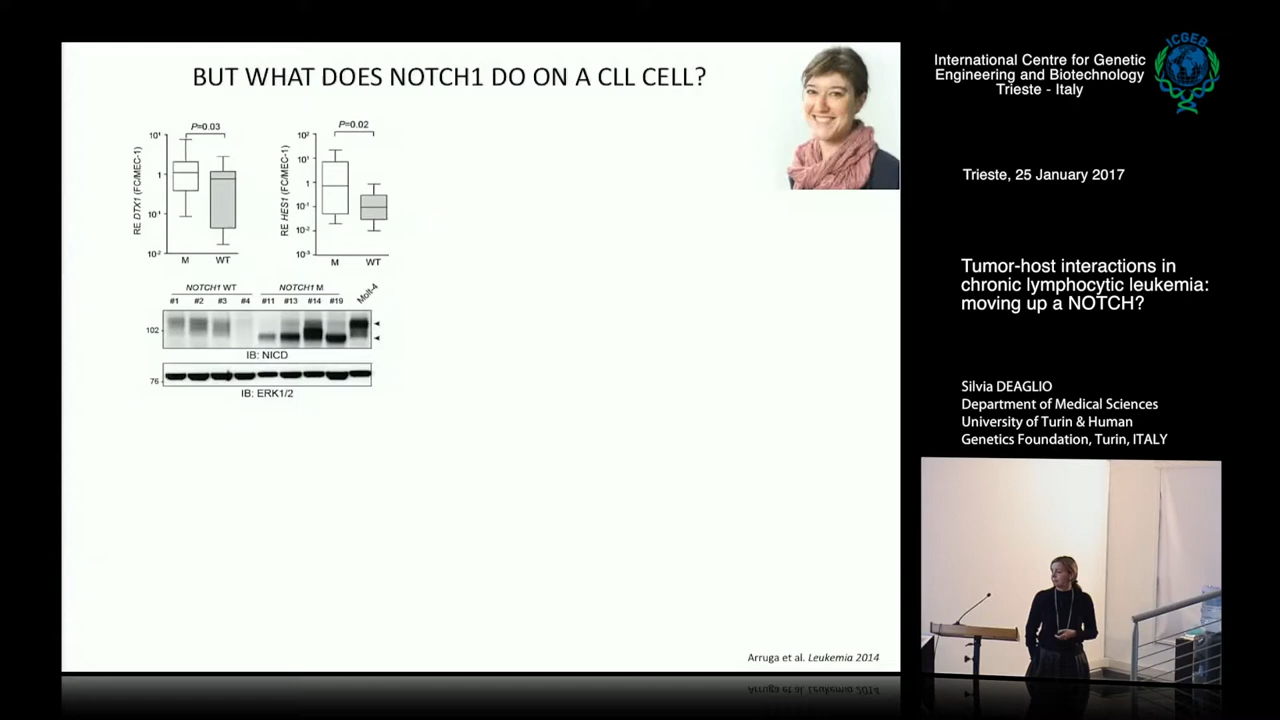 BUT WHAT DOES NOTCH1 DO ON A CLL CELL?
P=0.03
10¹
1
10⁻¹
10⁻²
RE DTX1 (FC/MEC-1)
M WT
P=0.02
10²
10¹
1
10⁻¹
10⁻²
10⁻³
RE HES1 (FC/MEC-1)
M WT
NOTCH1 WT NOTCH1 M
#1 #2 #3 #4 #11 #13 #14 #19 Molt-4
102
IB: NICD
76
IB: ERK1/2
Arruga et al. Leukemia 2014
International Centre for Genetic
Engineering and Biotechnology
Trieste - Italy
ICGEB
Trieste, 25 January 2017
Tumor-host interactions in
chronic lymphocytic leukemia:
moving up a NOTCH?
Silvia DEAGLIO
Department of Medical Sciences
University of Turin & Human
Genetics Foundation, Turin, ITALY